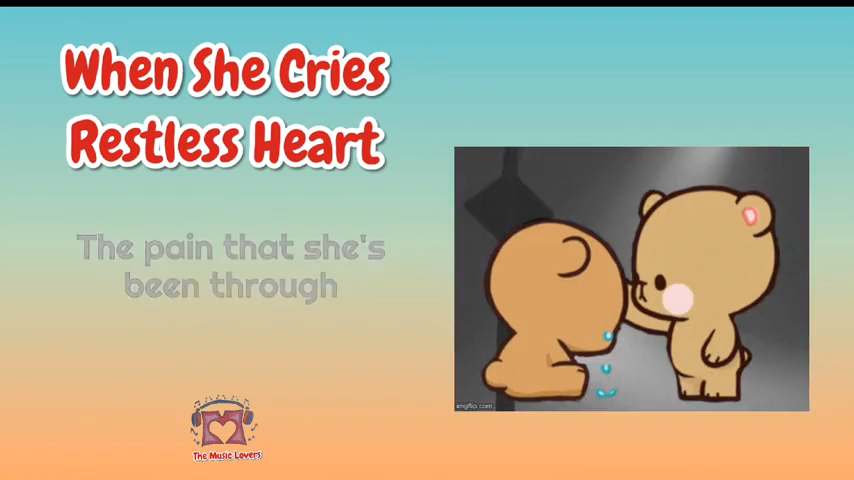 When She Cries
Restless Heart
The pain that she's
been through
The Music Lovers
imgflip.com